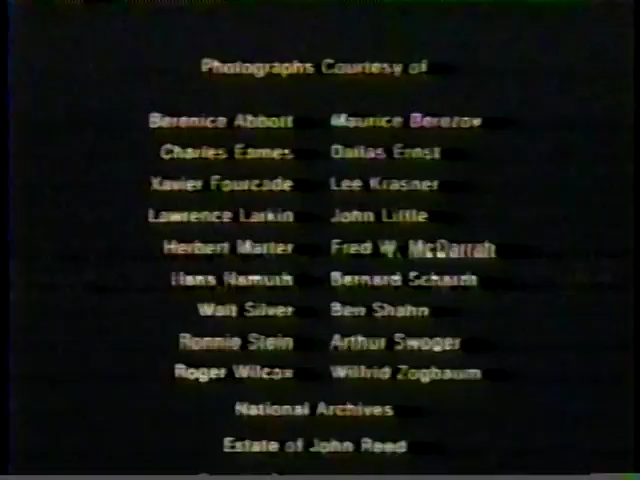 Photographs Courtesy of
Berenice Abbott Maurice Berezov
Charles Eames Dallas Ernst
Xavier Fourcade Lee Krasner
Lawrence Larkin John Little
Herbert Matter Fred W. McDarrah
Hans Namuth Bernard Schardt
Walt Silver Ben Shahn
Ronnie Stein Arthur Swoger
Roger Wilcox Wilfrid Zogbaum
National Archives
Estate of John Reed